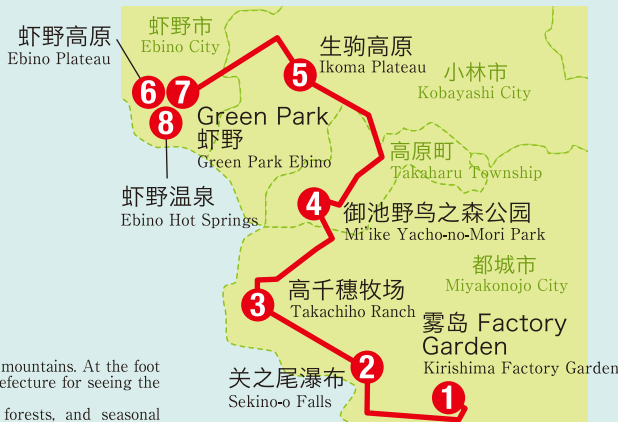 虾野高原
Ebino Plateau
虾野市
Ebino City
生驹高原
Ikoma Plateau
小林市
Kobayashi City
6
7
5
8
Green Park
虾野
Green Park Ebino
高原町
Takaharu Township
虾野温泉
Ebino Hot Springs
4
御池野鸟之森公园
Mi'ike Yacho-no-Mori Park
都城市
Miyakonojo City
3
高千穗牧场
Takachiho Ranch
雾岛 Factory
Garden
Kirishima Factory Garden
mountains. At the foot
efecture for seeing the
forests, and seasonal
关之尾瀑布
Sekino-o Falls
2
1